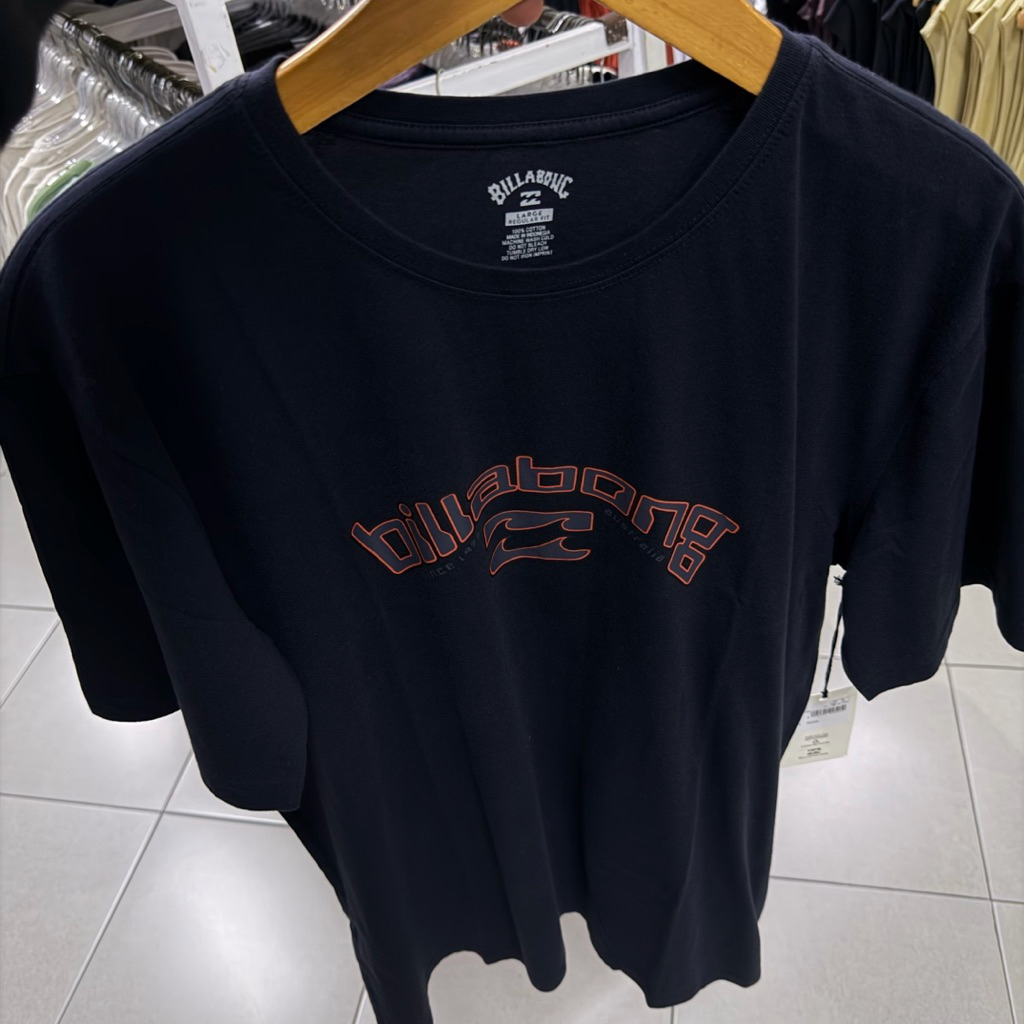 BILLABONG
LARGE
REGULAR FIT
100% COTTON
MADE IN INDONESIA
MACHINE WASH COLD
DO NOT BLEACH
TUMBLE DRY LOW
DO NOT IRON IMPRINT
billabong
australia